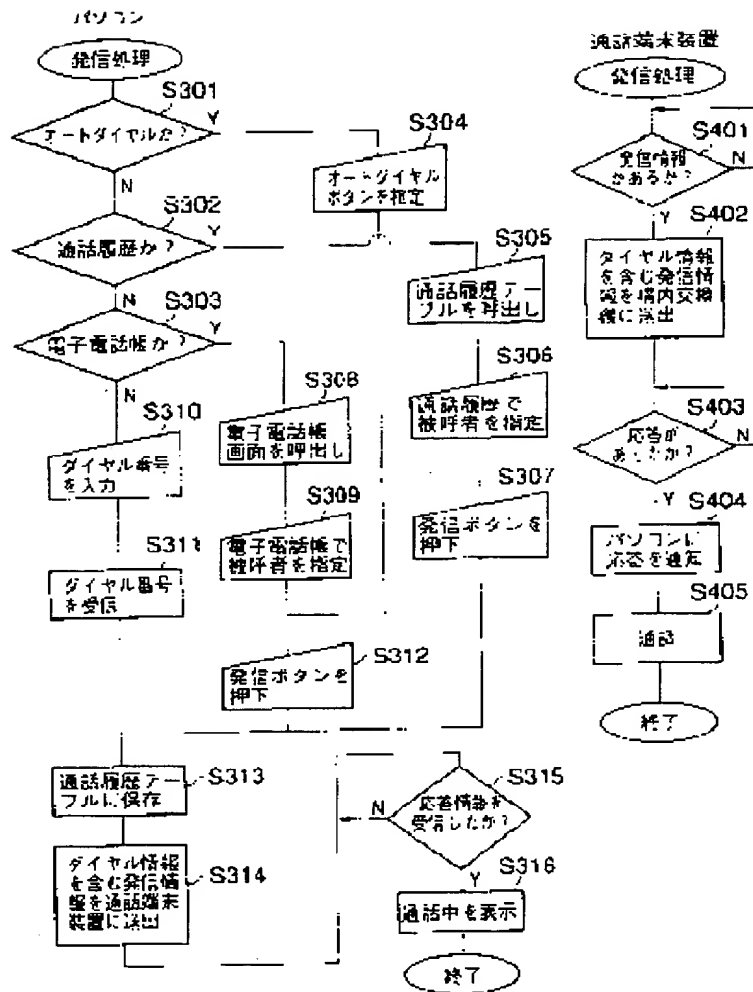 パソコン
発信処理
S301
オートダイヤルか?
Y
N
S302
通話履歴か?
Y
N
S303
電子電話帳か?
Y
N
S304
オートダイヤル
ボタンを指定
S305
通話履歴テー
ブルを呼出し
S306
通話履歴で
被呼者を指定
S307
発信ボタンを
押下
S308
電子電話帳
画面を呼出し
S309
電子電話帳で
被呼者を指定
S310
ダイヤル番号
を入力
S311
ダイヤル番号
を受信
S312
発信ボタンを
押下
S313
通話履歴テー
ブルに保存
S314
ダイヤル情報
を含む発信情
報を通話端末
装置に送出
S315
応答情報を
受信したか?
N
Y
S316
通話中を表示
終了
通話端末装置
発信処理
S401
発信情報
があるか?
N
Y
S402
ダイヤル情報
を含む発信情
報を構内交換
機に送出
S403
応答が
あったか?
N
Y
S404
パソコンに
応答を通知
S405
通話
終了